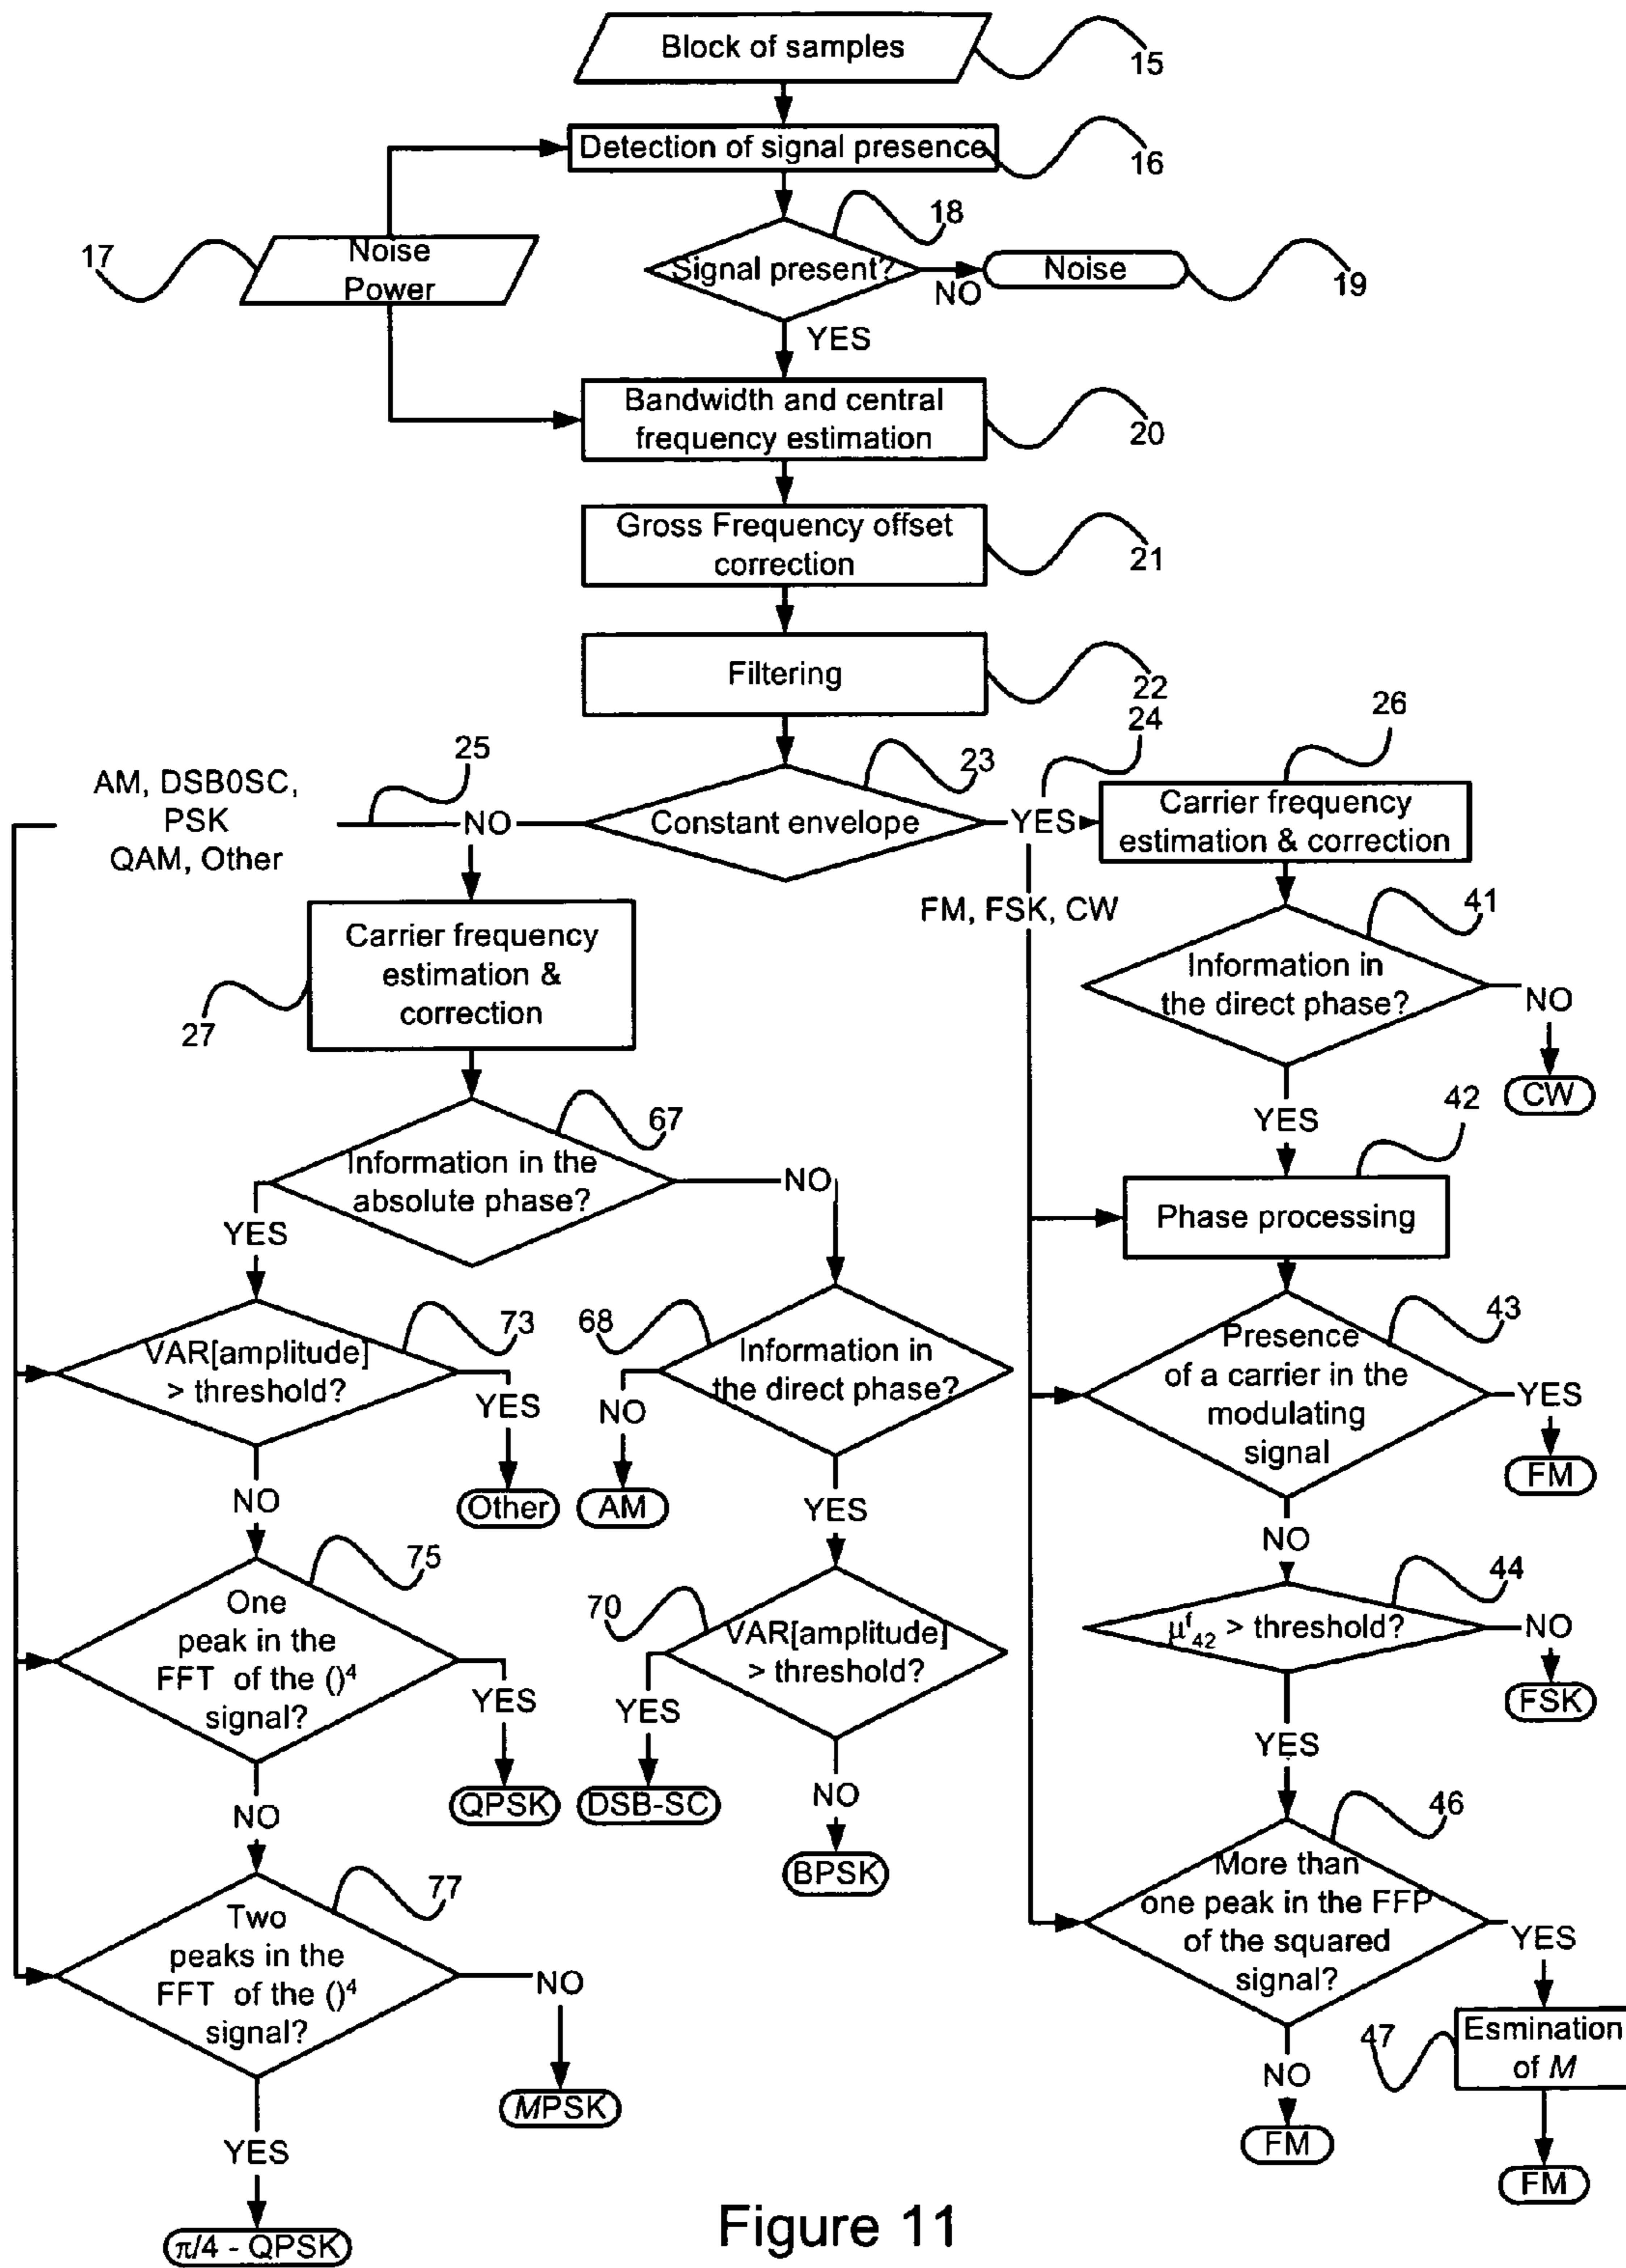 Block of samples
15
Detection of signal presence
16
18
17
Noise
Power
Signal present?
NO
Noise
19
YES
Bandwidth and central
frequency estimation
20
Gross Frequency offset
correction
21
Filtering
22
24
26
25
23
AM, DSB0SC,
PSK
QAM, Other
NO
Constant envelope
YES
Carrier frequency
estimation & correction
FM, FSK, CW
41
Carrier frequency
estimation &
correction
27
Information in
the direct phase?
NO
CW
YES
42
67
Information in the
absolute phase?
NO
YES
Phase processing
73
68
43
VAR[amplitude]
> threshold?
YES
Other
Information in
the direct phase?
NO
AM
Presence
of a carrier in the
modulating
signal
YES
FM
NO
YES
NO
75
70
44
One
peak in the
FFT of the ()⁴
signal?
YES
QPSK
VAR[amplitude]
> threshold?
YES
DSB-SC
μᶠ₄₂ > threshold?
NO
FSK
YES
NO
NO
BPSK
46
77
Two
peaks in the
FFT of the ()⁴
signal?
NO
MPSK
More than
one peak in the FFP
of the squared
signal?
YES
47
Esmination
of M
NO
FM
FM
YES
π/4 - QPSK
Figure 11